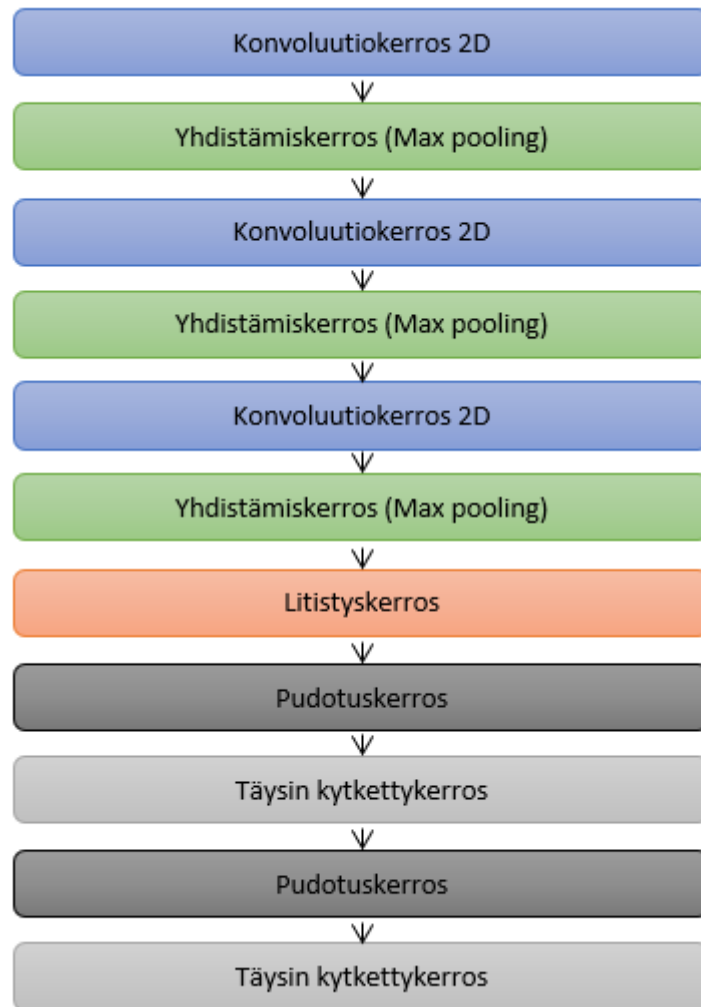 Konvoluutiokerros 2D
Yhdistämiskerros (Max pooling)
Konvoluutiokerros 2D
Yhdistämiskerros (Max pooling)
Konvoluutiokerros 2D
Yhdistämiskerros (Max pooling)
Litistyskerros
Pudotuskerros
Täysin kytkettykerros
Pudotuskerros
Täysin kytkettykerros